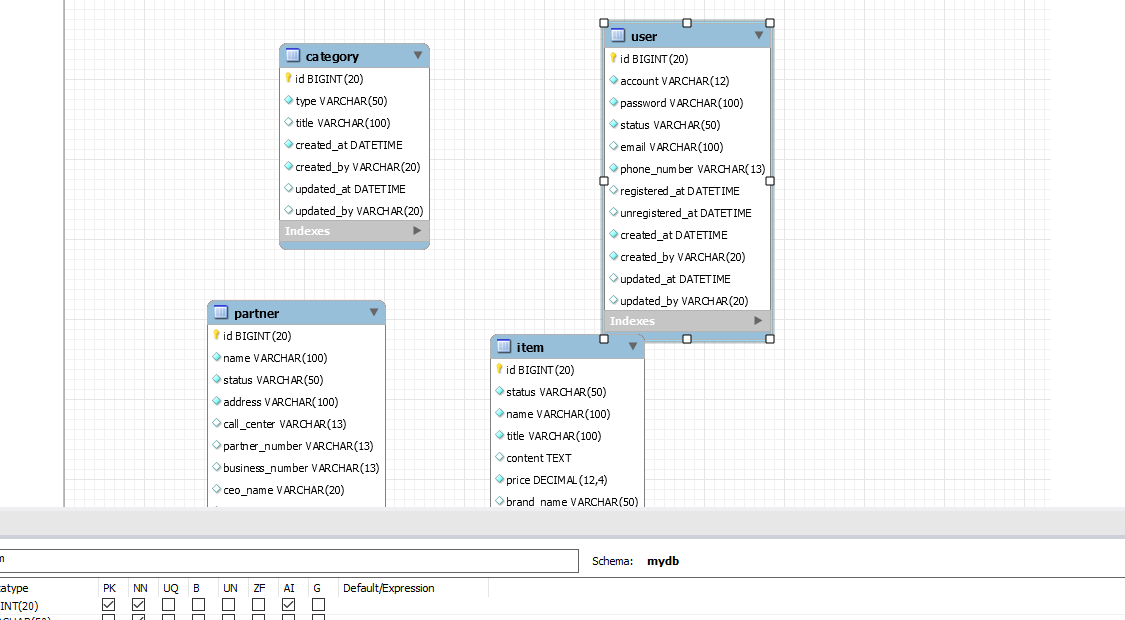 category
id BIGINT(20)
type VARCHAR(50)
title VARCHAR(100)
created_at DATETIME
created_by VARCHAR(20)
updated_at DATETIME
updated_by VARCHAR(20)
Indexes
user
id BIGINT(20)
account VARCHAR(12)
password VARCHAR(100)
status VARCHAR(50)
email VARCHAR(100)
phone_number VARCHAR(13)
registered_at DATETIME
unregistered_at DATETIME
created_at DATETIME
created_by VARCHAR(20)
updated_at DATETIME
updated_by VARCHAR(20)
Indexes
partner
id BIGINT(20)
name VARCHAR(100)
status VARCHAR(50)
address VARCHAR(100)
call_center VARCHAR(13)
partner_number VARCHAR(13)
business_number VARCHAR(13)
ceo_name VARCHAR(20)
item
id BIGINT(20)
status VARCHAR(50)
name VARCHAR(100)
title VARCHAR(100)
content TEXT
price DECIMAL(12,4)
brand_name VARCHAR(50)
Schema: mydb
atype PK NN UQ B UN ZF AI G Default/Expression
INT(20)